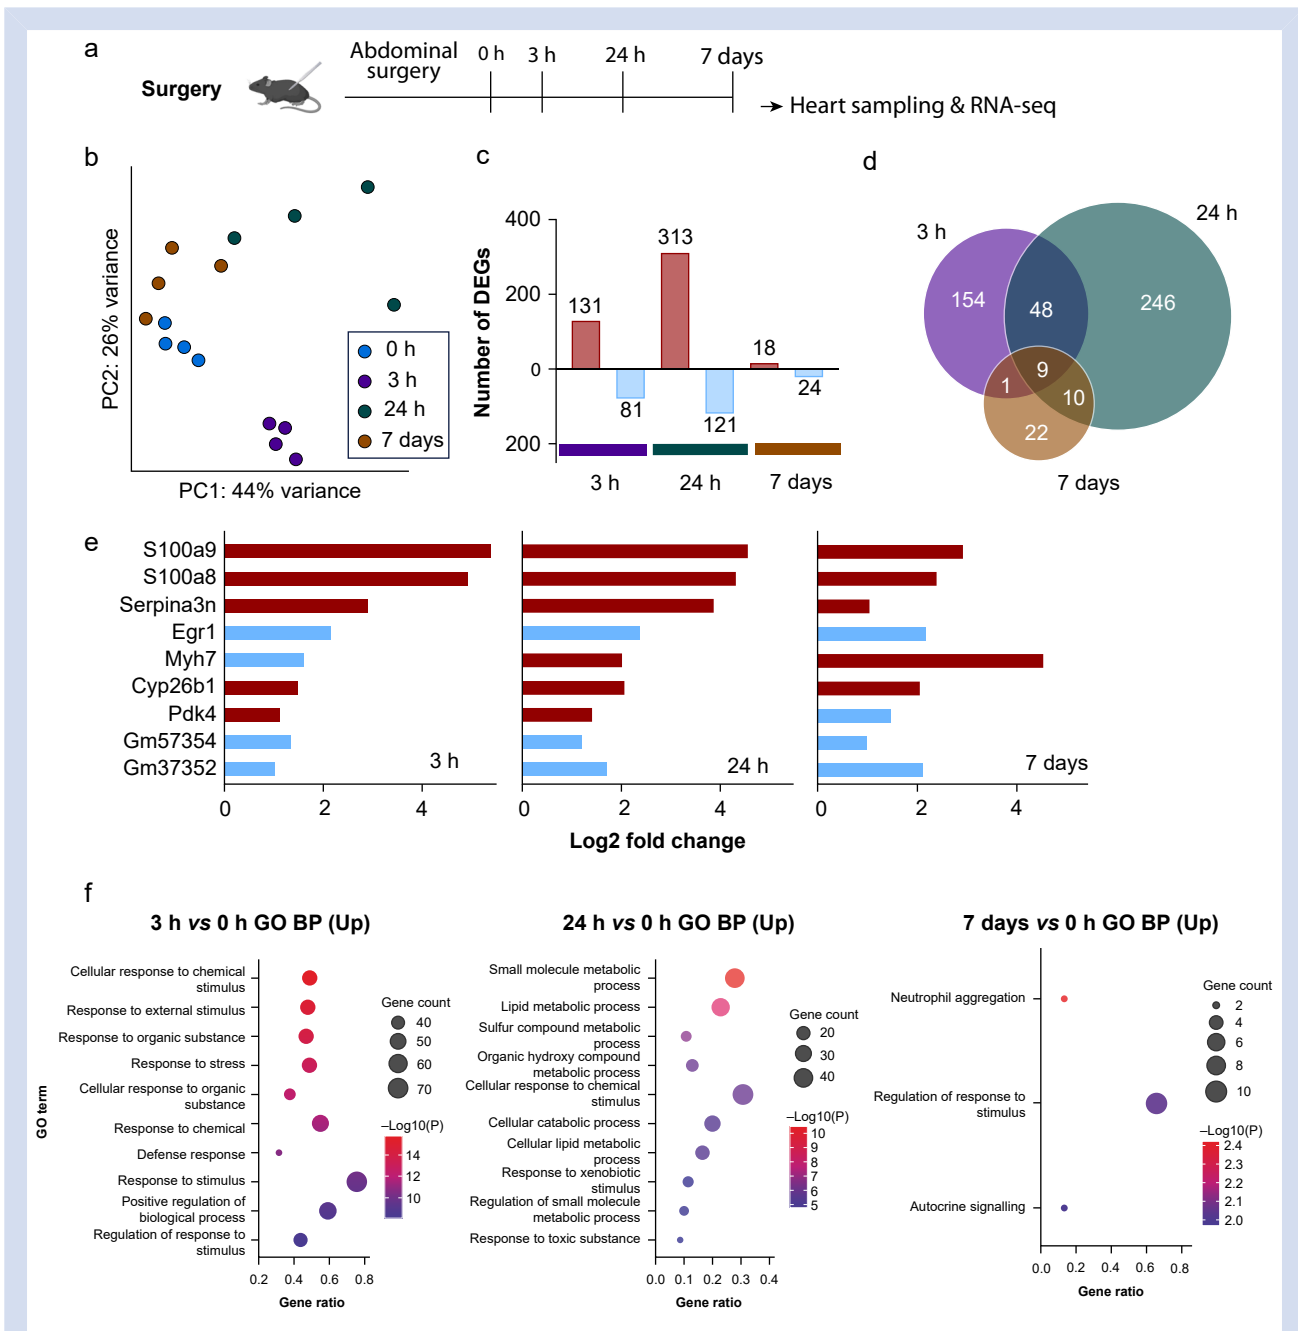 a
Surgery
Abdominal
surgery
0 h
3 h
24 h
7 days
Heart sampling & RNA-seq
b
PC2: 26% variance
PC1: 44% variance
0 h
3 h
24 h
7 days
c
Number of DEGs
400
200
0
200
131
81
313
121
18
24
3 h
24 h
7 days
d
3 h
24 h
7 days
154
48
246
9
1
10
22
e
S100a9
S100a8
Serpina3n
Egr1
Myh7
Cyp26b1
Pdk4
Gm57354
Gm37352
3 h
24 h
7 days
0 2 4
0 2 4
0 2 4
Log2 fold change
f
3 h vs 0 h GO BP (Up)
GO term
Cellular response to chemical
stimulus
Response to external stimulus
Response to organic substance
Response to stress
Cellular response to organic
substance
Response to chemical
Defense response
Response to stimulus
Positive regulation of
biological process
Regulation of response to
stimulus
0.2 0.4 0.6 0.8
Gene ratio
Gene count
40
50
60
70
–Log10(P)
14
12
10
24 h vs 0 h GO BP (Up)
Small molecule metabolic
process
Lipid metabolic process
Sulfur compound metabolic
process
Organic hydroxy compound
metabolic process
Cellular response to chemical
stimulus
Cellular catabolic process
Cellular lipid metabolic
process
Response to xenobiotic
stimulus
Regulation of small molecule
metabolic process
Response to toxic substance
0.0 0.1 0.2 0.3 0.4
Gene ratio
Gene count
20
30
40
–Log10(P)
10
9
8
7
6
5
7 days vs 0 h GO BP (Up)
Neutrophil aggregation
Regulation of response to
stimulus
Autocrine signalling
0.0 0.2 0.4 0.6 0.8
Gene ratio
Gene count
2
4
6
8
10
–Log10(P)
2.4
2.3
2.2
2.1
2.0